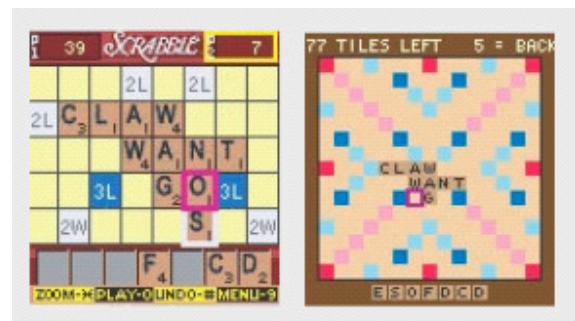 P1 39 SCRABBLE 7
2L 2L
2L C3 L1 A1 W4
W4 A1 N1 T1
3L G2 O1 3L
2W S1 2W
F4 C3 D2
ZOOM-* PLAY-0 UNDO-# MENU-9
77 TILES LEFT 5 = BACK
CLAW
WANT
G
E S O F D C D